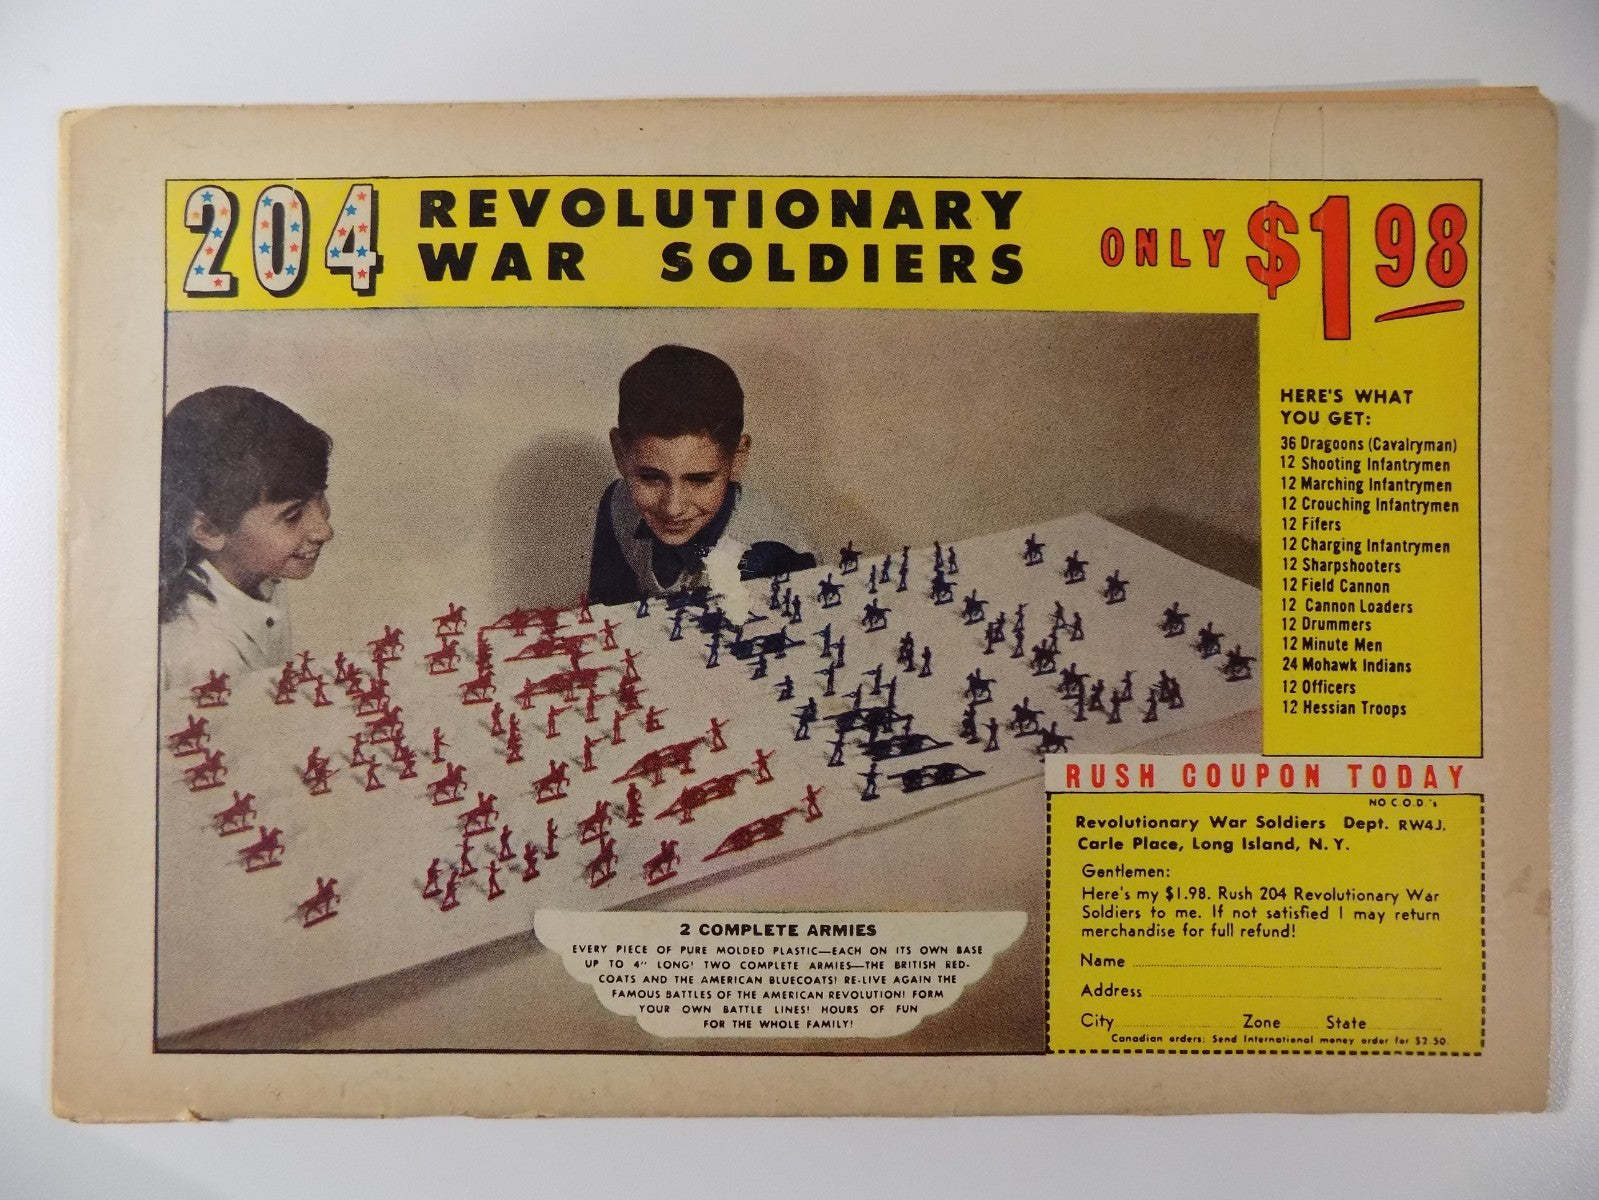 204 REVOLUTIONARY
WAR SOLDIERS
ONLY $1.98
HERE'S WHAT
YOU GET:
36 Dragoons (Cavalryman)
12 Shooting Infantrymen
12 Marching Infantrymen
12 Crouching Infantrymen
12 Fifers
12 Charging Infantrymen
12 Sharpshooters
12 Field Cannon
12 Cannon Loaders
12 Drummers
12 Minute Men
24 Mohawk Indians
12 Officers
12 Hessian Troops
2 COMPLETE ARMIES
EVERY PIECE OF PURE MOLDED PLASTIC—EACH ON ITS OWN BASE
UP TO 4" LONG! TWO COMPLETE ARMIES—THE BRITISH RED-
COATS AND THE AMERICAN BLUECOATS! RE-LIVE AGAIN THE
FAMOUS BATTLES OF THE AMERICAN REVOLUTION! FORM
YOUR OWN BATTLE LINES! HOURS OF FUN
FOR THE WHOLE FAMILY!
RUSH COUPON TODAY
NO C.O.D.'s
Revolutionary War Soldiers Dept. RW4J,
Carle Place, Long Island, N.Y.
Gentlemen:
Here's my $1.98. Rush 204 Revolutionary War
Soldiers to me. If not satisfied I may return
merchandise for full refund!
Name
Address
City Zone State
Canadian orders: Send International money order for $2.50.